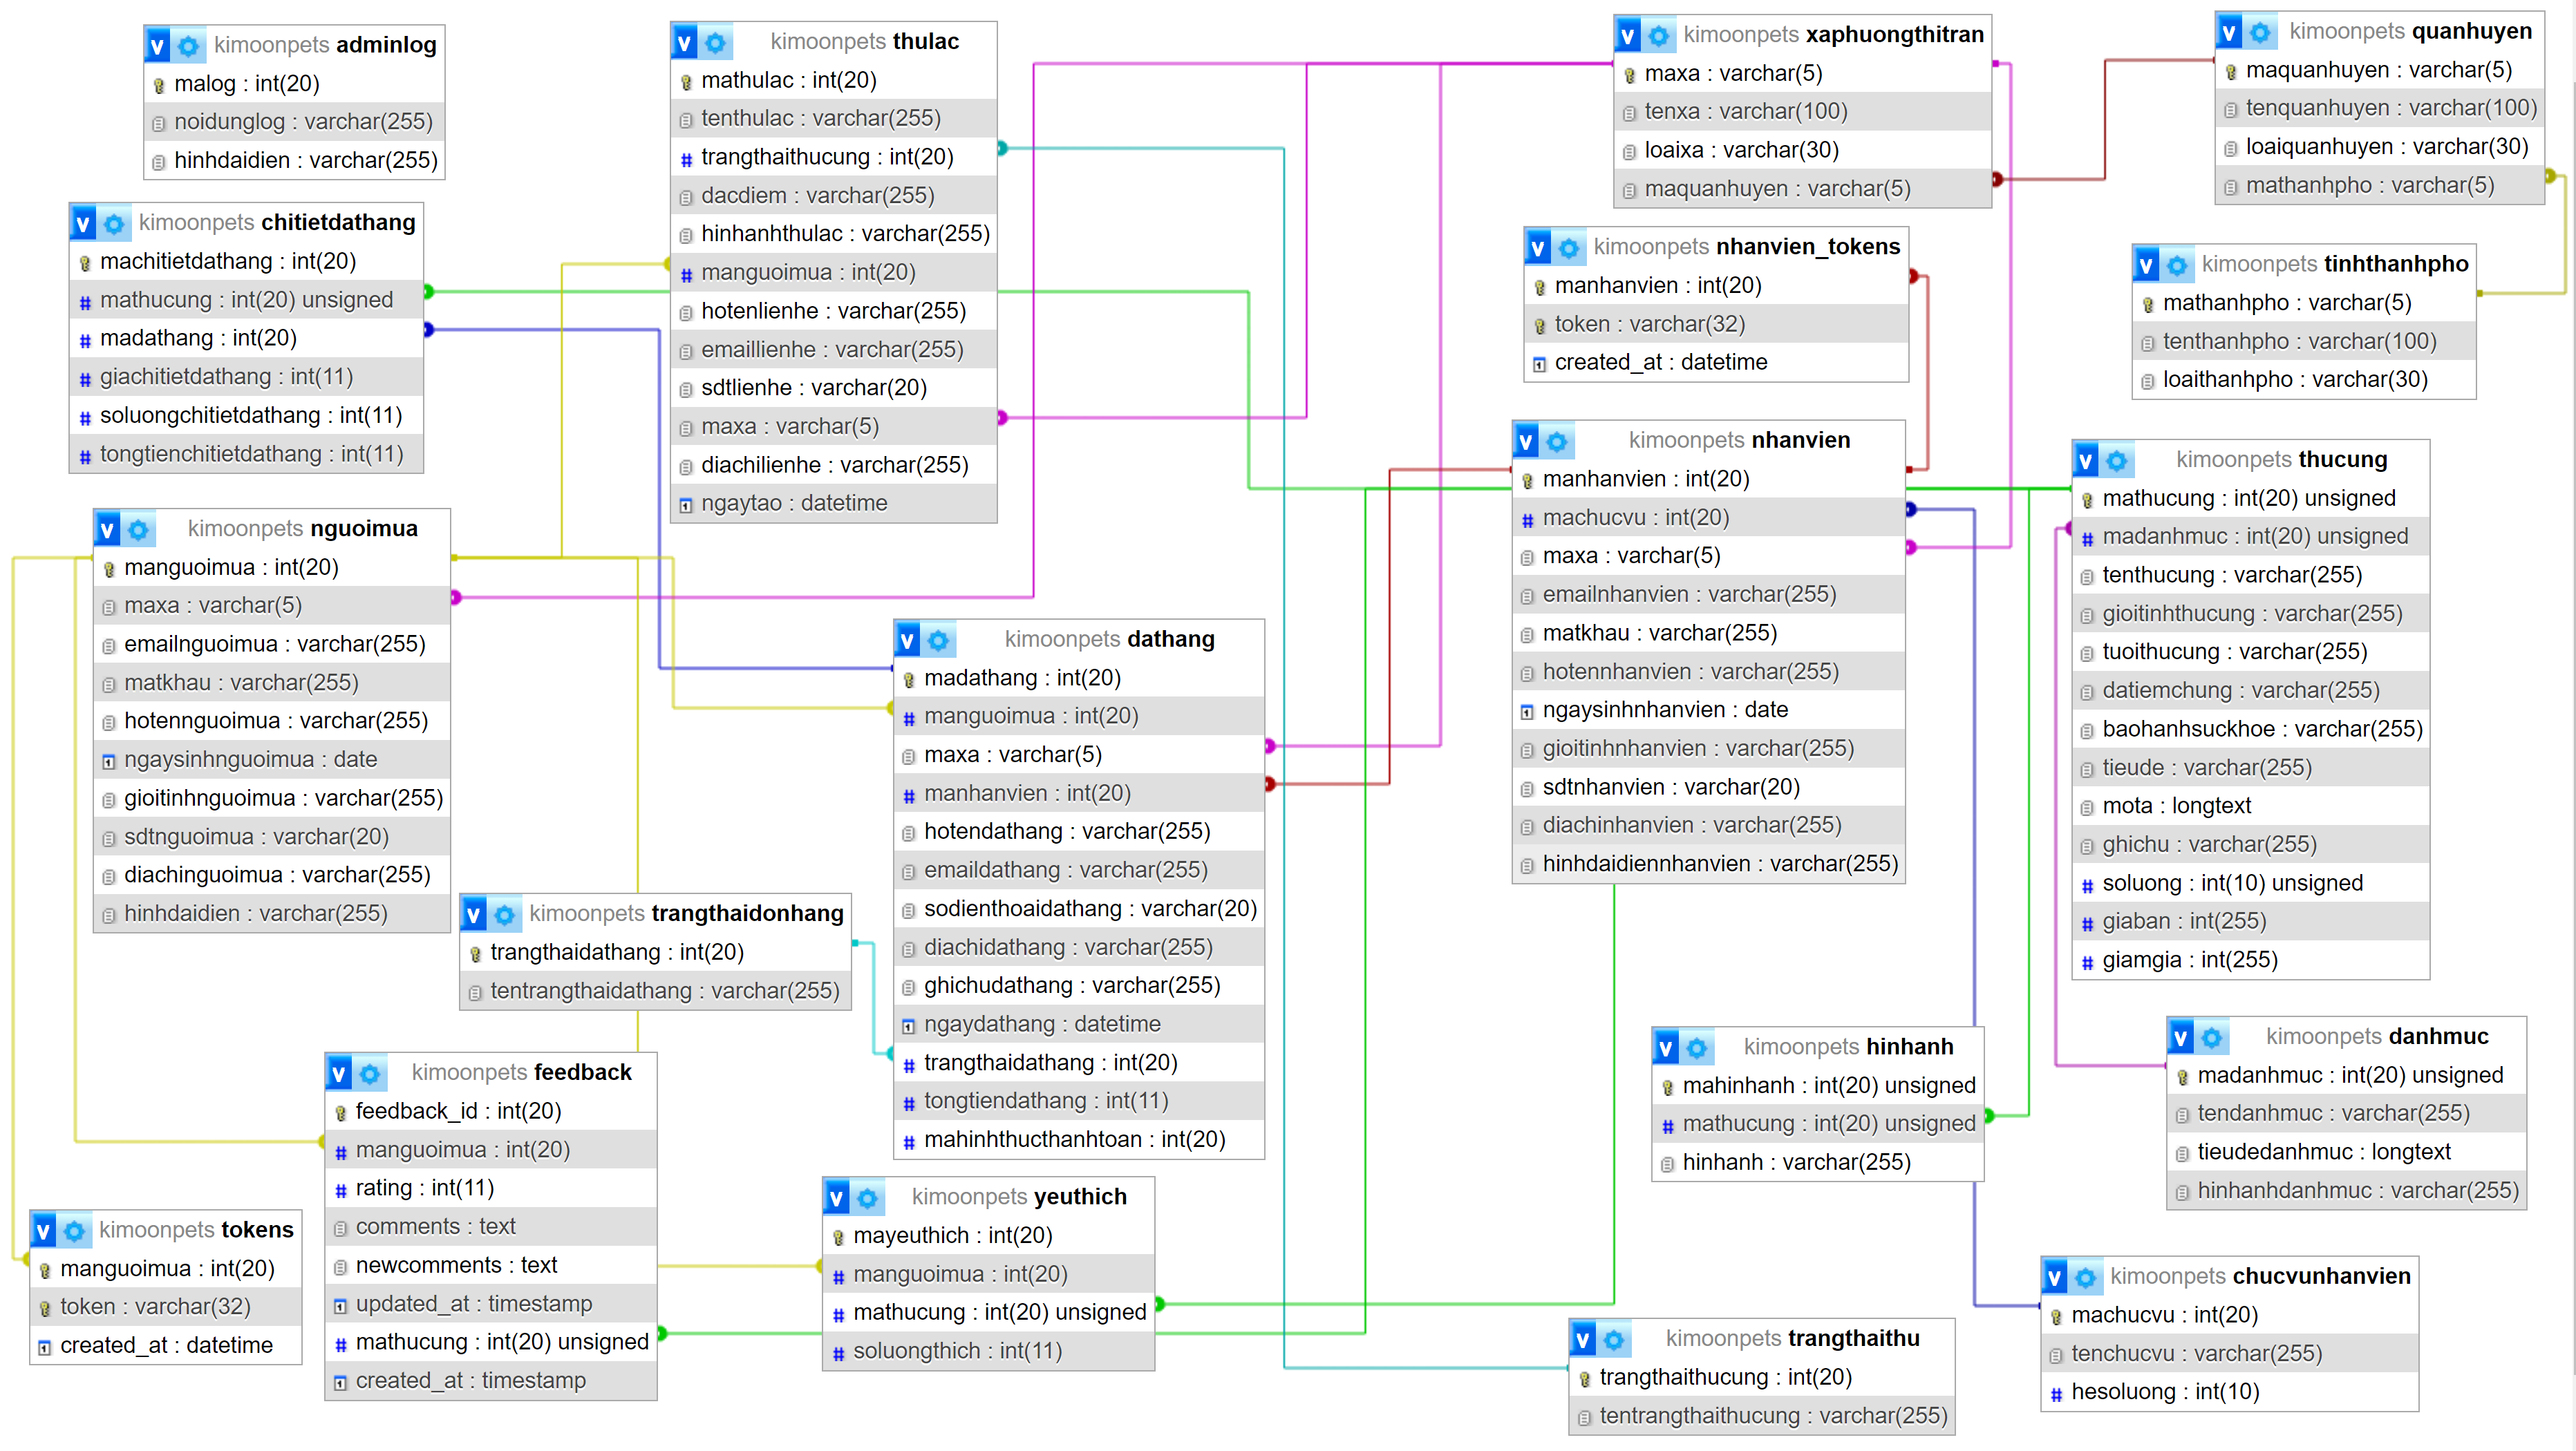 kimoonpets adminlog
malog : int(20)
noidunglog : varchar(255)
hinhdaidien : varchar(255)
kimoonpets chitietdathang
machitietdathang : int(20)
mathucung : int(20) unsigned
madathang : int(20)
giachitietdathang : int(11)
soluongchitietdathang : int(11)
tongtienchitietdathang : int(11)
kimoonpets thulac
mathulac : int(20)
tenthulac : varchar(255)
trangthaithucung : int(20)
dacdiem : varchar(255)
hinhanhthulac : varchar(255)
manguoimua : int(20)
hotenlienhe : varchar(255)
emaillienhe : varchar(255)
sdtlienhe : varchar(20)
maxa : varchar(5)
diachilienhe : varchar(255)
ngaytao : datetime
kimoonpets xaphuongthitran
maxa : varchar(5)
tenxa : varchar(100)
loaixa : varchar(30)
maquanhuyen : varchar(5)
kimoonpets quanhuyen
maquanhuyen : varchar(5)
tenquanhuyen : varchar(100)
loaiquanhuyen : varchar(30)
mathanhpho : varchar(5)
kimoonpets nhanvien_tokens
manhanvien : int(20)
token : varchar(32)
created_at : datetime
kimoonpets tinhthanhpho
mathanhpho : varchar(5)
tenthanhpho : varchar(100)
loaithanhpho : varchar(30)
kimoonpets nguoimua
manguoimua : int(20)
maxa : varchar(5)
emailnguoimua : varchar(255)
matkhau : varchar(255)
hotennguoimua : varchar(255)
ngaysinhnguoimua : date
gioitinhnguoimua : varchar(255)
sdtnguoimua : varchar(20)
diachinguoimua : varchar(255)
hinhdaidien : varchar(255)
kimoonpets dathang
madathang : int(20)
manguoimua : int(20)
maxa : varchar(5)
manhanvien : int(20)
hotendathang : varchar(255)
emaildathang : varchar(255)
sodienthoaidathang : varchar(20)
diachidathang : varchar(255)
ghichudathang : varchar(255)
ngaydathang : datetime
trangthaidathang : int(20)
tongtiendathang : int(11)
mahinhthucthanhtoan : int(20)
kimoonpets nhanvien
manhanvien : int(20)
machucvu : int(20)
maxa : varchar(5)
emailnhanvien : varchar(255)
matkhau : varchar(255)
hotennhanvien : varchar(255)
ngaysinhnhanvien : date
gioitinhnhanvien : varchar(255)
sdtnhanvien : varchar(20)
diachinhanvien : varchar(255)
hinhdaidiennhanvien : varchar(255)
kimoonpets thucung
mathucung : int(20) unsigned
madanhmuc : int(20) unsigned
tenthucung : varchar(255)
gioitinhthucung : varchar(255)
tuoithucung : varchar(255)
datiemchung : varchar(255)
baohanhsuckhoe : varchar(255)
tieude : varchar(255)
mota : longtext
ghichu : varchar(255)
soluong : int(10) unsigned
giaban : int(255)
giamgia : int(255)
kimoonpets trangthaidonhang
trangthaidathang : int(20)
tentrangthaidathang : varchar(255)
kimoonpets feedback
feedback_id : int(20)
manguoimua : int(20)
rating : int(11)
comments : text
newcomments : text
updated_at : timestamp
mathucung : int(20) unsigned
created_at : timestamp
kimoonpets tokens
manguoimua : int(20)
token : varchar(32)
created_at : datetime
kimoonpets yeuthich
mayeuthich : int(20)
manguoimua : int(20)
mathucung : int(20) unsigned
soluongthich : int(11)
kimoonpets hinhanh
mahinhanh : int(20) unsigned
mathucung : int(20) unsigned
hinhanh : varchar(255)
kimoonpets danhmuc
madanhmuc : int(20) unsigned
tendanhmuc : varchar(255)
tieudedanhmuc : longtext
hinhanhdanhmuc : varchar(255)
kimoonpets trangthaithu
trangthaithucung : int(20)
tentrangthaithucung : varchar(255)
kimoonpets chucvunhanvien
machucvu : int(20)
tenchucvu : varchar(255)
hesoluong : int(10)